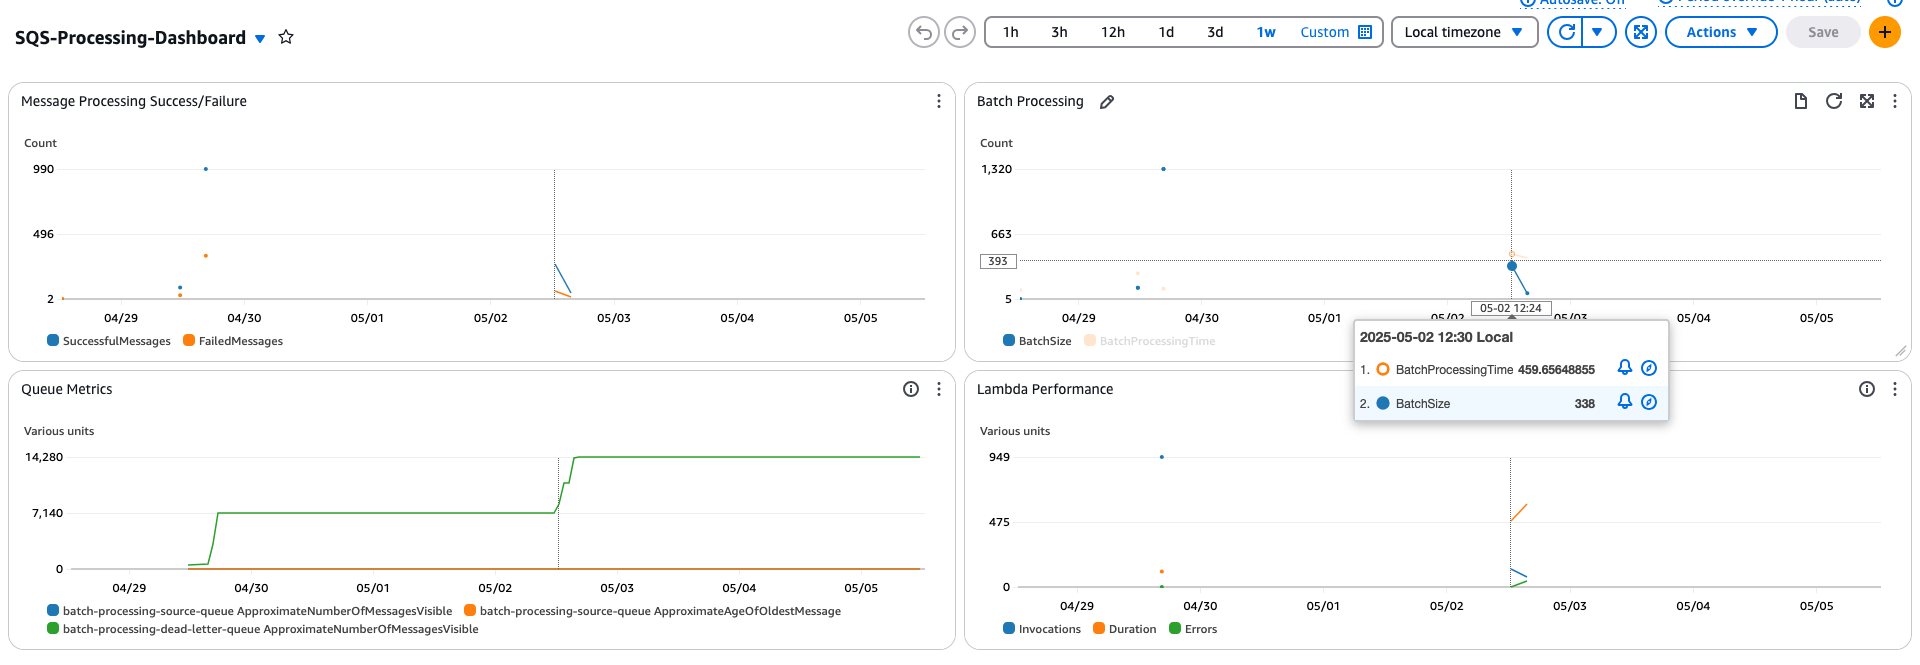 Autosave: Off Period override 1 hour (auto)
SQS-Processing-Dashboard
1h 3h 12h 1d 3d 1w Custom Local timezone Actions Save
Message Processing Success/Failure
Count
990
496
2
04/29 04/30 05/01 05/02 05/03 05/04 05/05
SuccessfulMessages FailedMessages
Batch Processing
Count
1,320
663
393
5
05-02 12:24
04/29 04/30 05/01 05/02 05/03 05/04 05/05
BatchSize BatchProcessingTime
2025-05-02 12:30 Local
1. BatchProcessingTime 459.65648855
2. BatchSize 338
Queue Metrics
Various units
14,280
7,140
0
04/29 04/30 05/01 05/02 05/03 05/04 05/05
batch-processing-source-queue ApproximateNumberOfMessagesVisible batch-processing-source-queue ApproximateAgeOfOldestMessage
batch-processing-dead-letter-queue ApproximateNumberOfMessagesVisible
Lambda Performance
Various units
949
475
0
04/29 04/30 05/01 05/02 05/03 05/04 05/05
Invocations Duration Errors